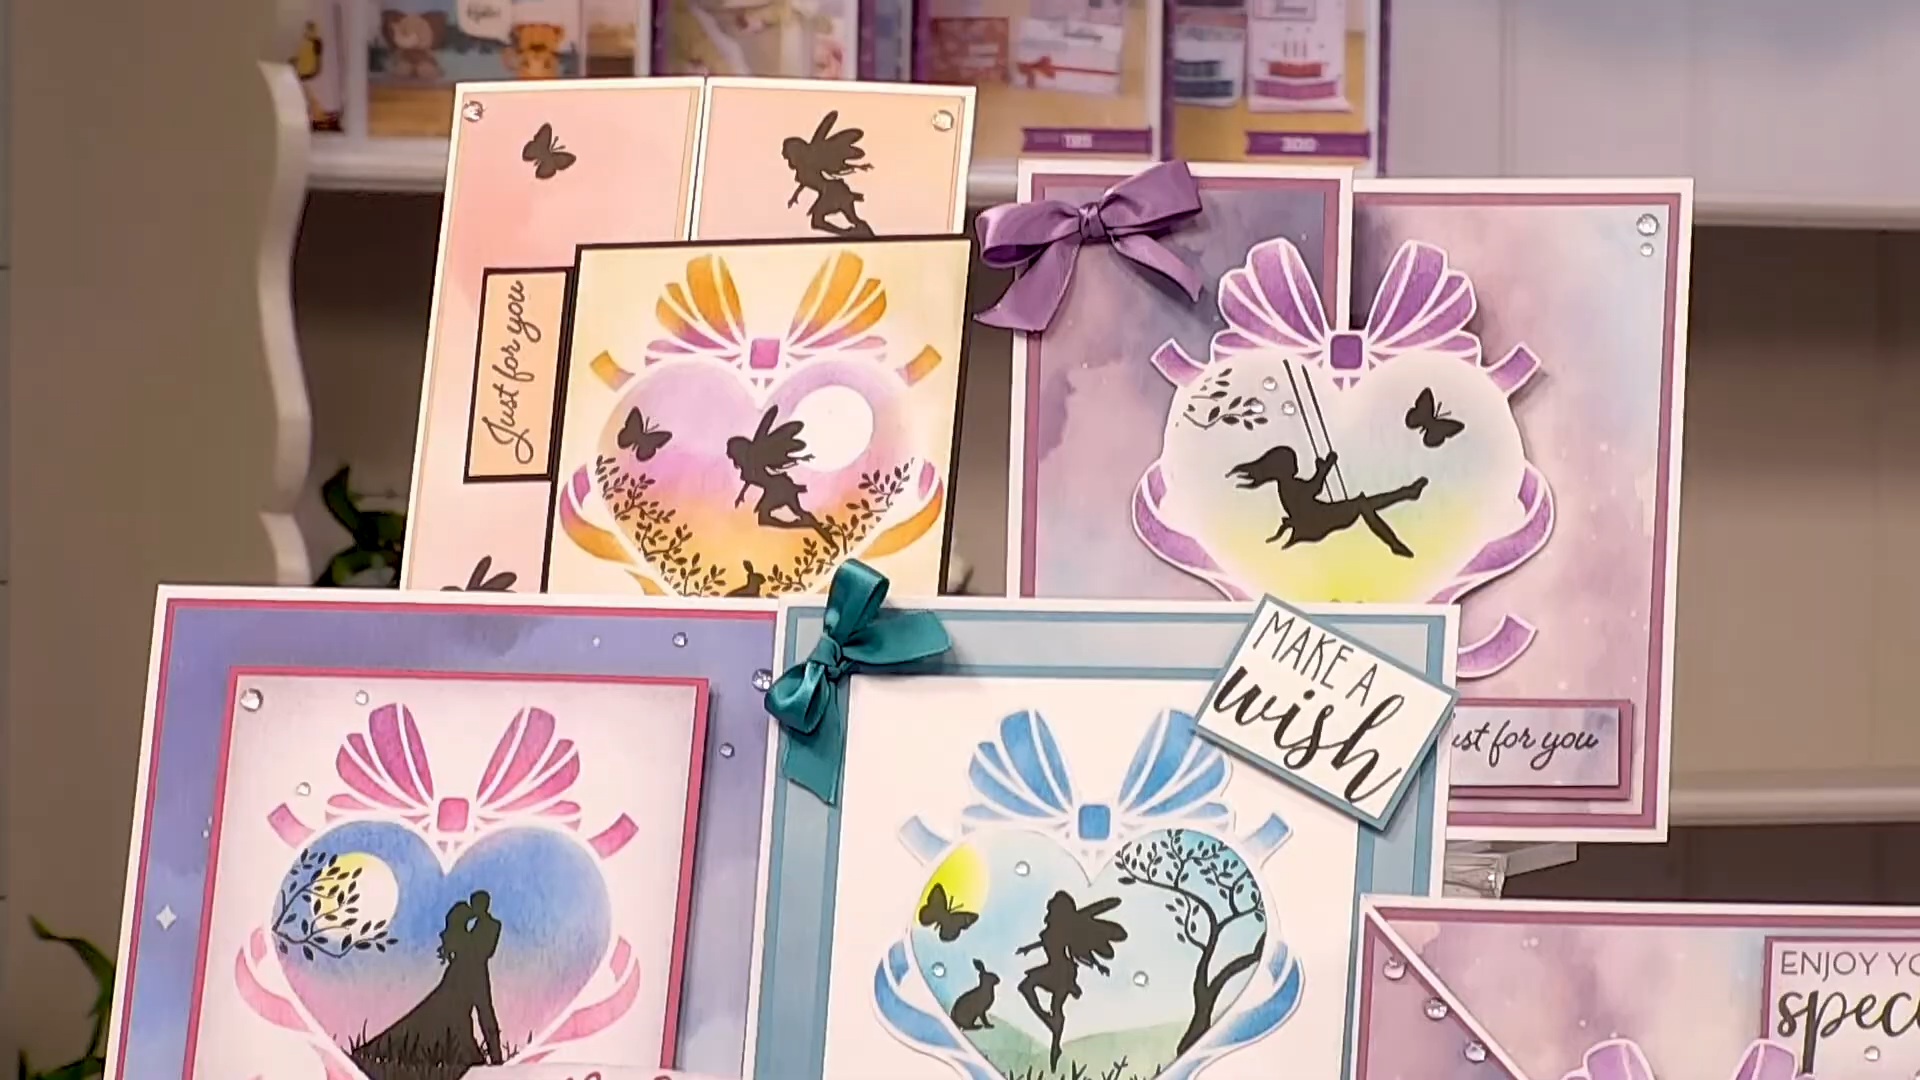 Just for you
MAKE A
wish
ust for you
ENJOY YO
spec